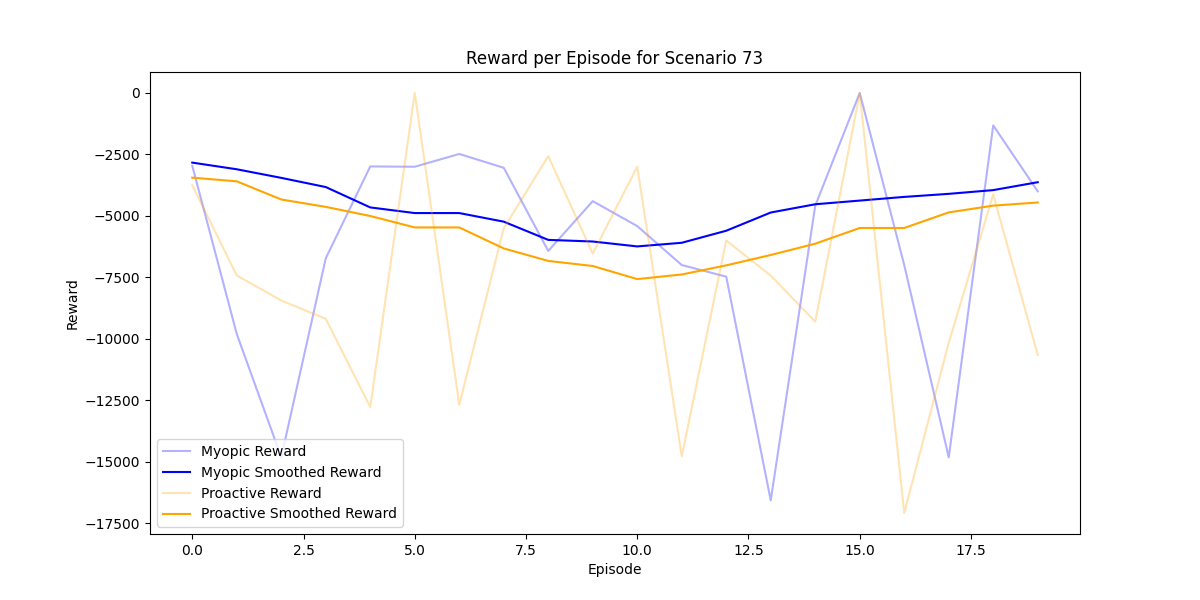 Reward per Episode for Scenario 73
Reward
0
−2500
−5000
−7500
−10000
−12500
−15000
−17500
Myopic Reward
Myopic Smoothed Reward
Proactive Reward
Proactive Smoothed Reward
0.0 2.5 5.0 7.5 10.0 12.5 15.0 17.5
Episode